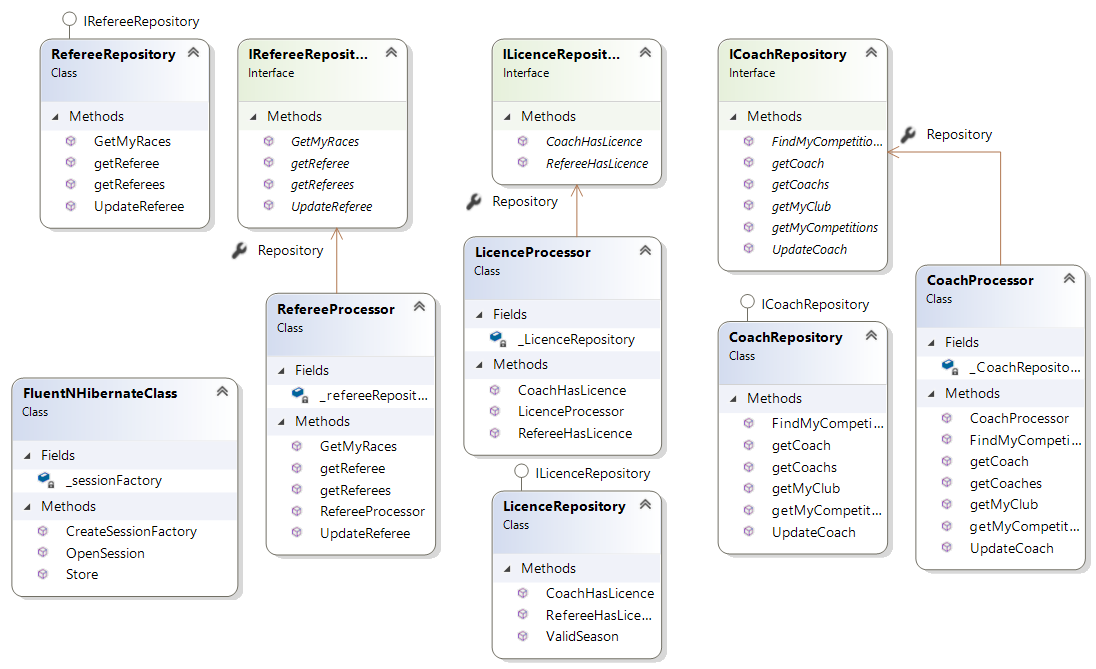 IRefereeRepository
RefereeRepository
Class
Methods
GetMyRaces
getReferee
getReferees
UpdateReferee
IRefereeReposit...
Interface
Methods
GetMyRaces
getReferee
getReferees
UpdateReferee
Repository
RefereeProcessor
Class
Fields
_refereeReposit...
Methods
GetMyRaces
getReferee
getReferees
RefereeProcessor
UpdateReferee
FluentNHibernateClass
Class
Fields
_sessionFactory
Methods
CreateSessionFactory
OpenSession
Store
ILicenceReposit...
Interface
Methods
CoachHasLicence
RefereeHasLicence
Repository
LicenceProcessor
Class
Fields
_LicenceRepository
Methods
CoachHasLicence
LicenceProcessor
RefereeHasLicence
ILicenceRepository
LicenceRepository
Class
Methods
CoachHasLicence
RefereeHasLice...
ValidSeason
ICoachRepository
Interface
Methods
FindMyCompetitio...
getCoach
getCoachs
getMyClub
getMyCompetitions
UpdateCoach
Repository
ICoachRepository
CoachRepository
Class
Methods
FindMyCompeti...
getCoach
getCoachs
getMyClub
getMyCompetit...
UpdateCoach
CoachProcessor
Class
Fields
_CoachReposito...
Methods
CoachProcessor
FindMyCompeti...
getCoach
getCoaches
getMyClub
getMyCompetit...
UpdateCoach